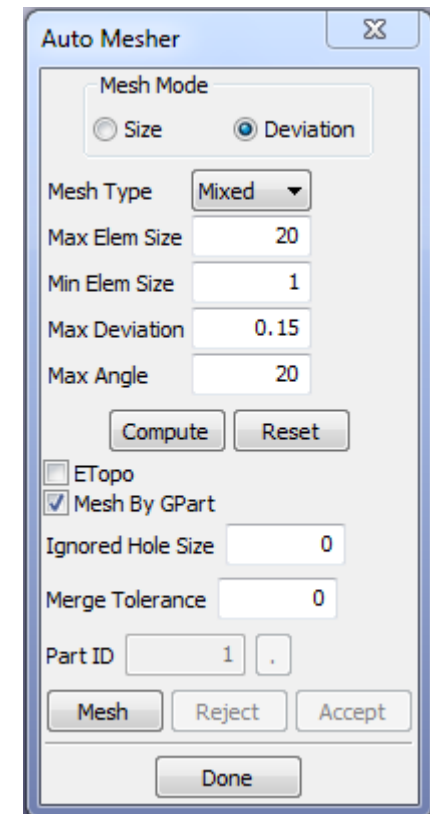 Auto Mesher
Mesh Mode
Size Deviation
Mesh Type Mixed
Max Elem Size 20
Min Elem Size 1
Max Deviation 0.15
Max Angle 20
Compute Reset
ETopo
Mesh By GPart
Ignored Hole Size 0
Merge Tolerance 0
Part ID 1 .
Mesh Reject Accept
Done